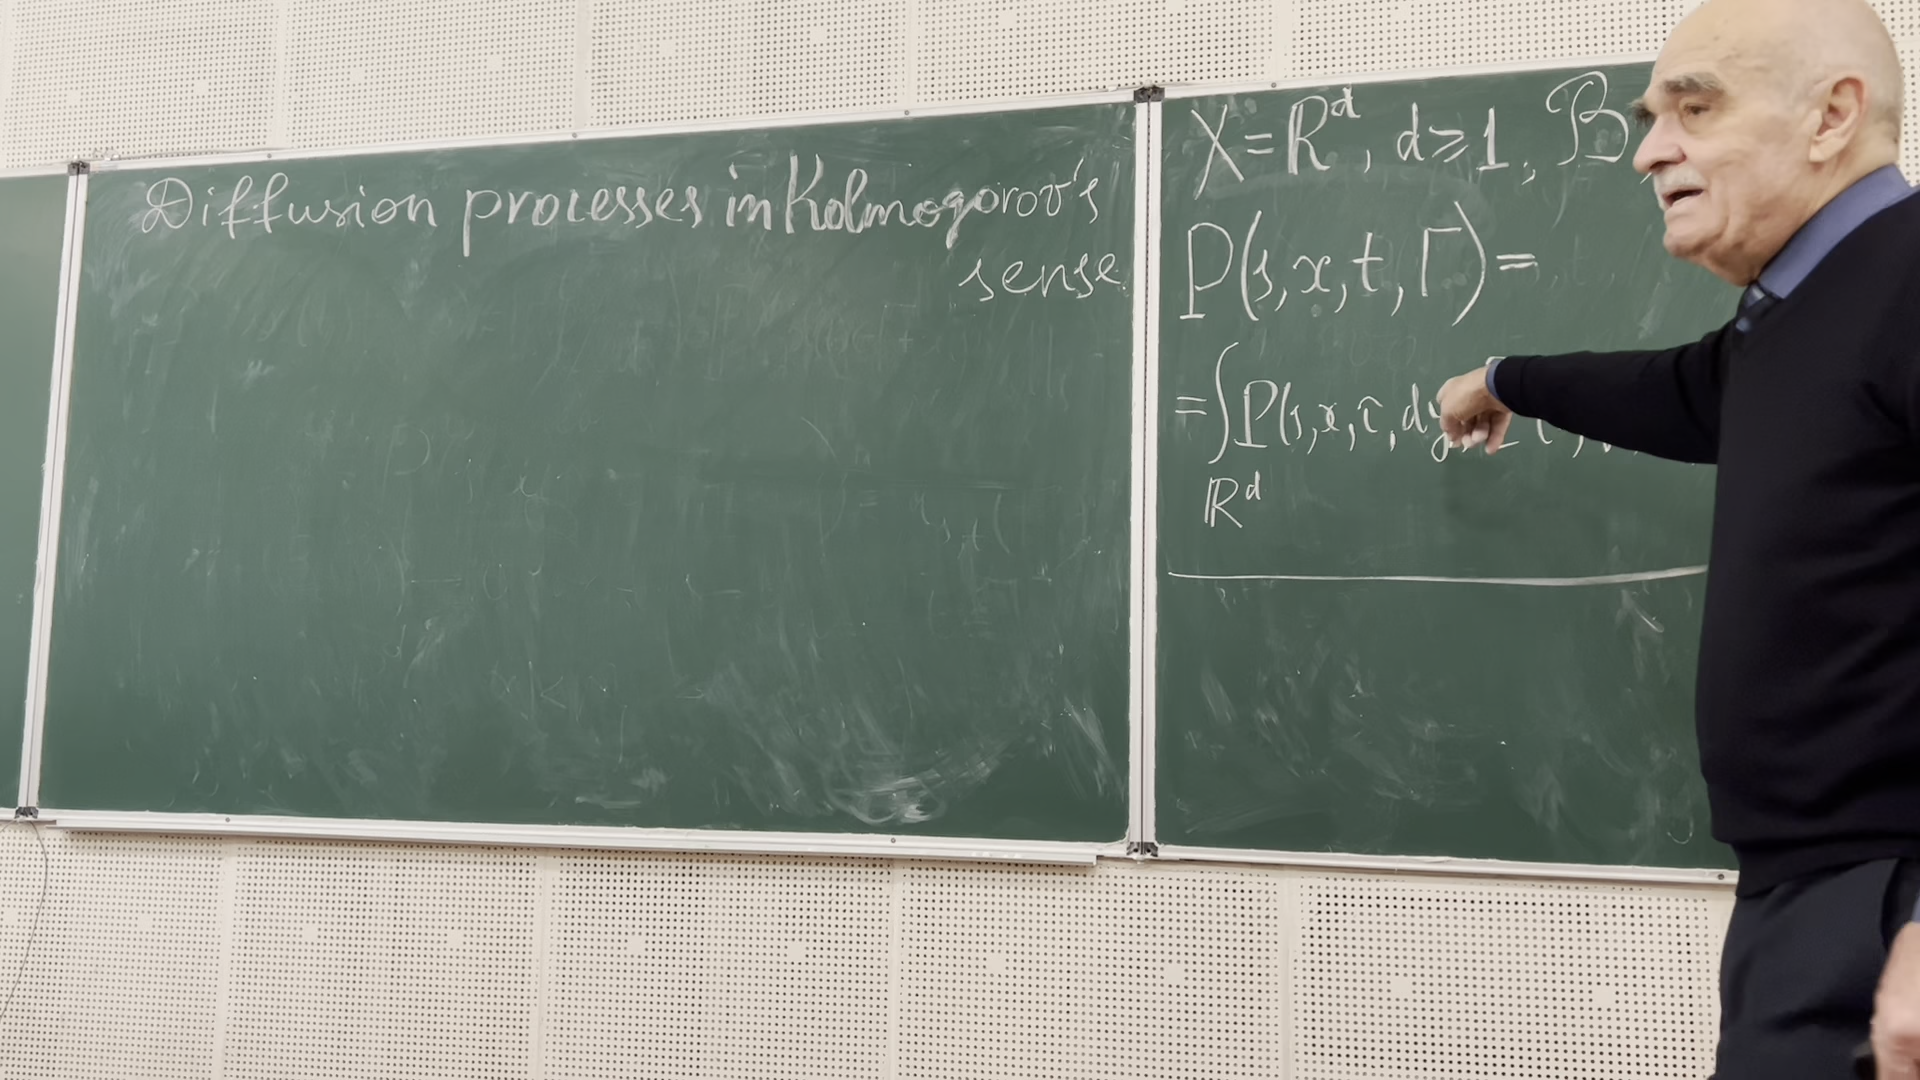 Diffusion processes in Kolmogorov's
sense
X = R^d, d ⩾ 1, B
P(s, x, t, Γ) =
= ∫ P(s, x, τ, dy
R^d